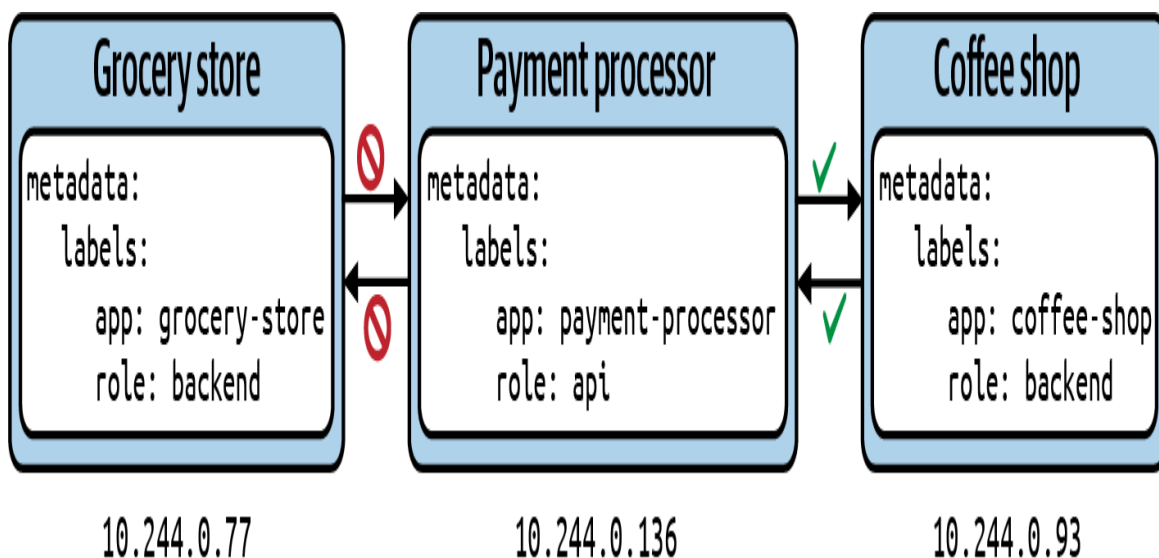 Grocery store
metadata:
labels:
app: grocery-store
role: backend
10.244.0.77
Payment processor
metadata:
labels:
app: payment-processor
role: api
10.244.0.136
Coffee shop
metadata:
labels:
app: coffee-shop
role: backend
10.244.0.93